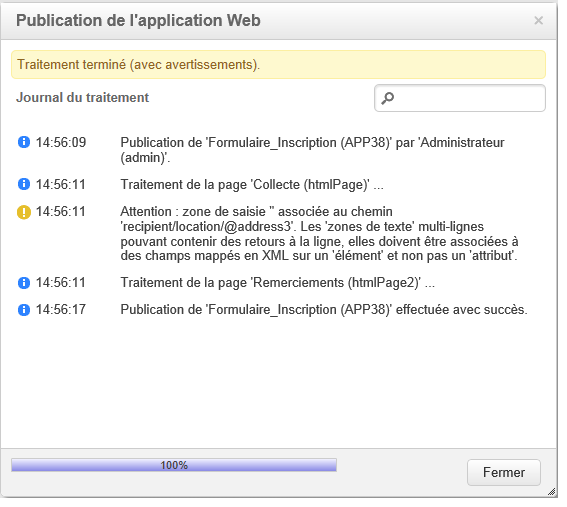 Publication de l'application Web
Traitement terminé (avec avertissements).
Journal du traitement
14:56:09 Publication de 'Formulaire_Inscription (APP38)' par 'Administrateur
(admin)'.
14:56:11 Traitement de la page 'Collecte (htmlPage)' ...
14:56:11 Attention : zone de saisie '' associée au chemin
'recipient/location/@address3'. Les 'zones de texte' multi-lignes
pouvant contenir des retours à la ligne, elles doivent être associées à
des champs mappés en XML sur un 'élément' et non pas un 'attribut'.
14:56:11 Traitement de la page 'Remerciements (htmlPage2)' ...
14:56:17 Publication de 'Formulaire_Inscription (APP38)' effectuée avec succès.
100%
Fermer